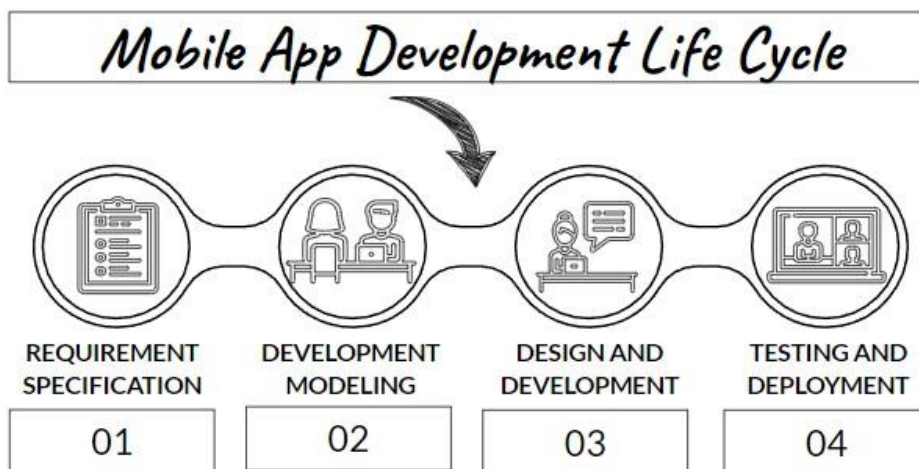 Mobile App Development Life Cycle
REQUIREMENT
SPECIFICATION
DEVELOPMENT
MODELING
DESIGN AND
DEVELOPMENT
TESTING AND
DEPLOYMENT
01
02
03
04